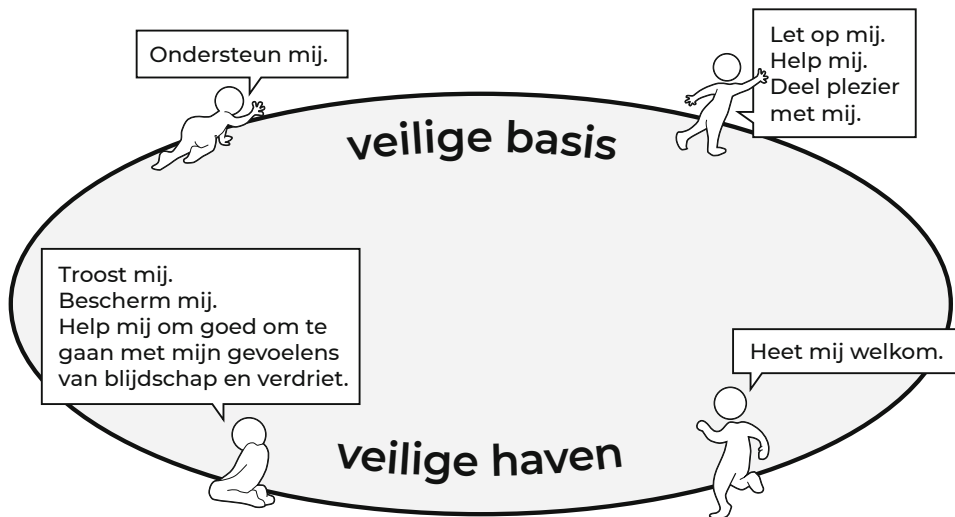 Ondersteun mij.
Let op mij.
Help mij.
Deel plezier
met mij.
veilige basis
Troost mij.
Bescherm mij.
Help mij om goed om te
gaan met mijn gevoelens
van blijdschap en verdriet.
Heet mij welkom.
veilige haven